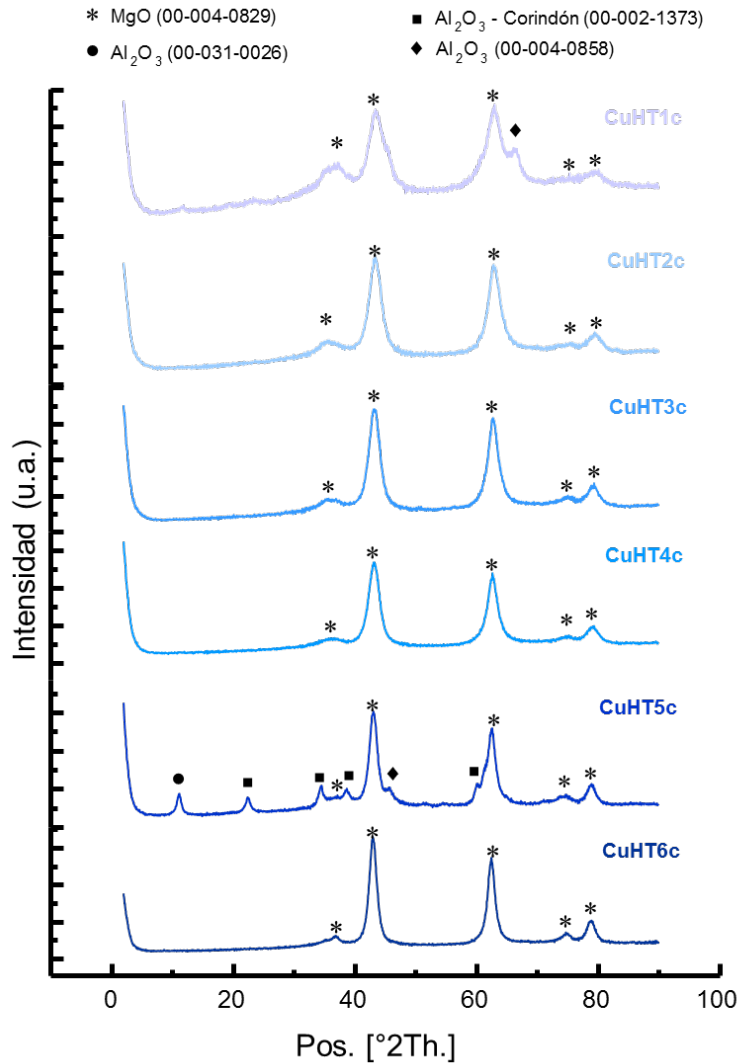 * MgO (00-004-0829)
■ Al₂O₃ - Corindón (00-002-1373)
● Al₂O₃ (00-031-0026)
◆ Al₂O₃ (00-004-0858)
CuHT1c
CuHT2c
CuHT3c
CuHT4c
CuHT5c
CuHT6c
Intensidad (u.a.)
0 20 40 60 80 100
Pos. [°2Th.]